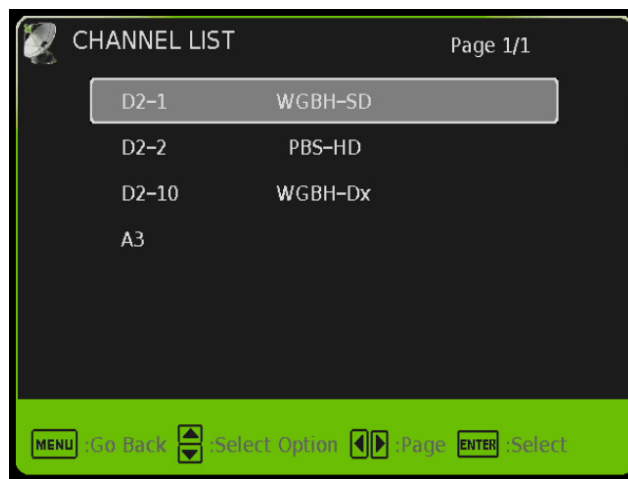 CHANNEL LIST Page 1/1
D2-1 WGBH-SD
D2-2 PBS-HD
D2-10 WGBH-Dx
A3
MENU :Go Back :Select Option :Page ENTER :Select